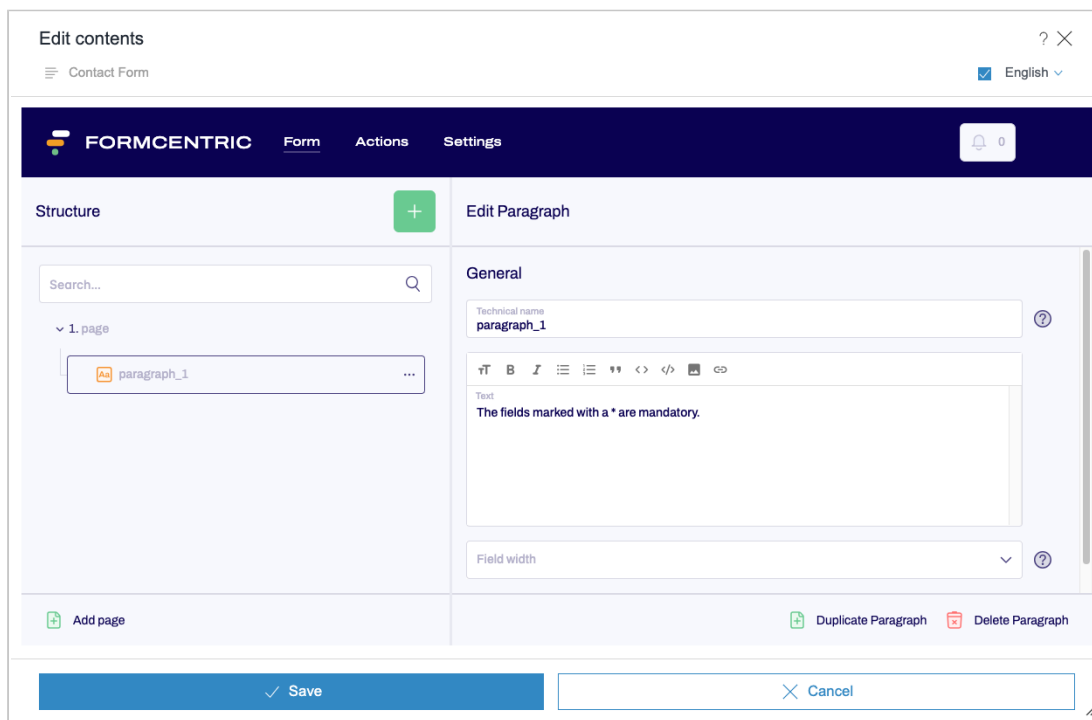 Edit contents
?
Contact Form
English
FORMCENTRIC Form Actions Settings 0
Structure
+
Edit Paragraph
Search...
1. page
Aa paragraph_1 ...
General
Technical name
paragraph_1
?
Text
The fields marked with a * are mandatory.
Field width
?
Add page
Duplicate Paragraph
Delete Paragraph
Save
Cancel